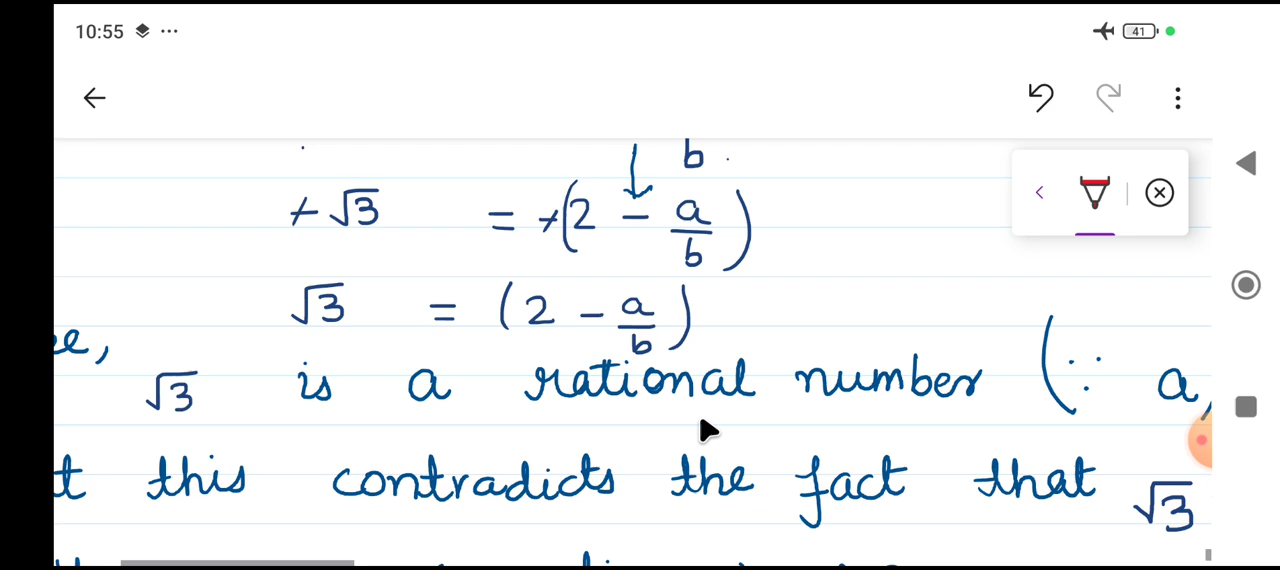 10:55 ... 41
b
+ √3 = +(2 - a/b)
√3 = (2 - a/b)
e,
√3 is a rational number (∵ a,
t this contradicts the fact that √3